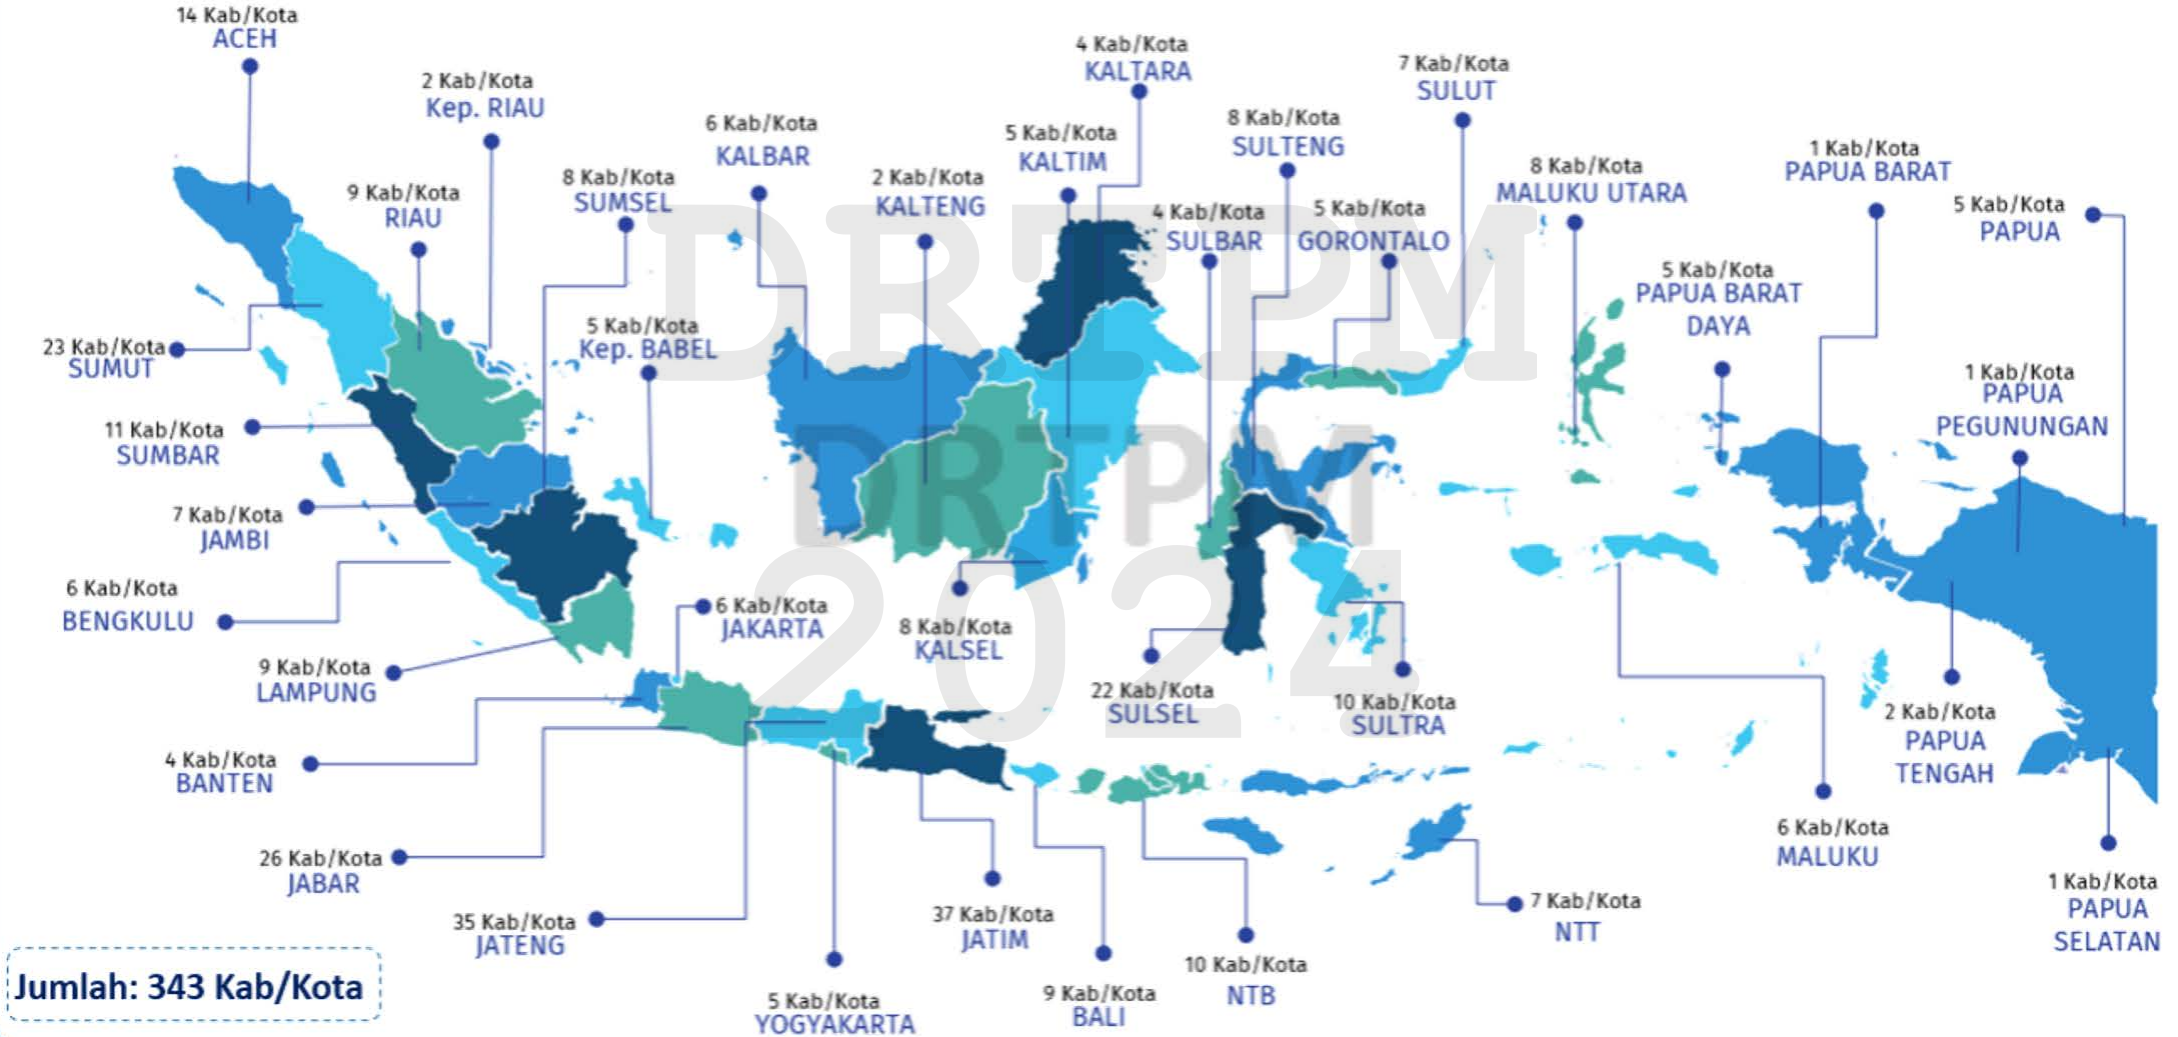 14 Kab/Kota
ACEH
2 Kab/Kota
Kep. RIAU
9 Kab/Kota
RIAU
8 Kab/Kota
SUMSEL
6 Kab/Kota
KALBAR
2 Kab/Kota
KALTENG
5 Kab/Kota
KALTIM
4 Kab/Kota
KALTARA
8 Kab/Kota
SULTENG
4 Kab/Kota
SULBAR
5 Kab/Kota
GORONTALO
7 Kab/Kota
SULUT
8 Kab/Kota
MALUKU UTARA
1 Kab/Kota
PAPUA BARAT
5 Kab/Kota
PAPUA
5 Kab/Kota
PAPUA BARAT
DAYA
1 Kab/Kota
PAPUA
PEGUNUNGAN
23 Kab/Kota
SUMUT
5 Kab/Kota
Kep. BABEL
11 Kab/Kota
SUMBAR
7 Kab/Kota
JAMBI
6 Kab/Kota
BENGKULU
9 Kab/Kota
LAMPUNG
6 Kab/Kota
JAKARTA
8 Kab/Kota
KALSEL
22 Kab/Kota
SULSEL
10 Kab/Kota
SULTRA
2 Kab/Kota
PAPUA
TENGAH
4 Kab/Kota
BANTEN
26 Kab/Kota
JABAR
35 Kab/Kota
JATENG
5 Kab/Kota
YOGYAKARTA
37 Kab/Kota
JATIM
9 Kab/Kota
BALI
10 Kab/Kota
NTB
7 Kab/Kota
NTT
6 Kab/Kota
MALUKU
1 Kab/Kota
PAPUA
SELATAN
Jumlah: 343 Kab/Kota
DRTPM
DRTPM
2024